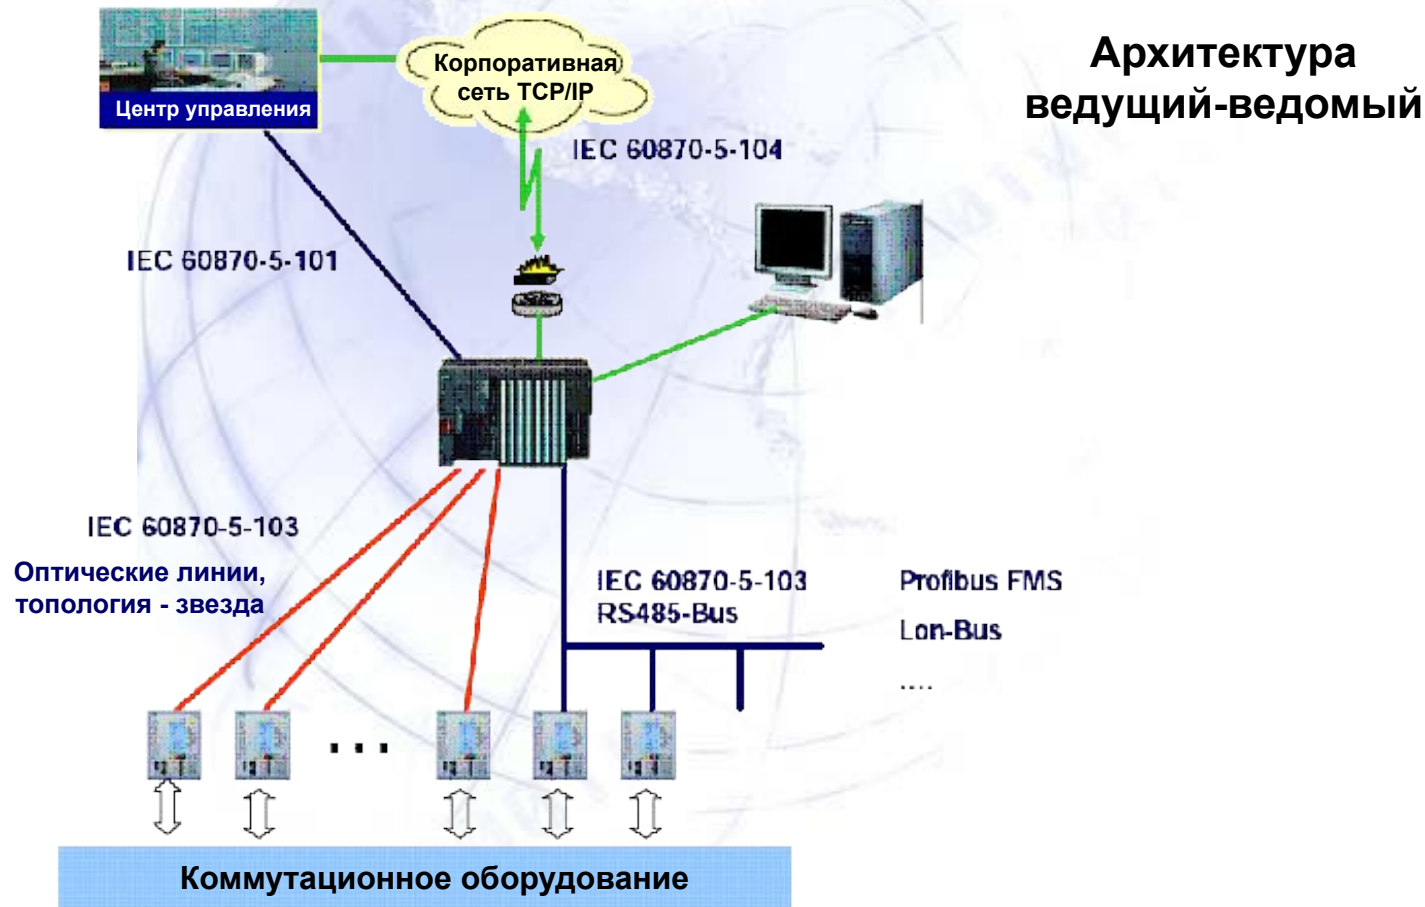 Архитектура
ведущий-ведомый
Центр управления
Корпоративная
сеть TCP/IP
IEC 60870-5-104
IEC 60870-5-101
IEC 60870-5-103
Оптические линии,
топология - звезда
IEC 60870-5-103
RS485-Bus
Profibus FMS
Lon-Bus
....
...
Коммутационное оборудование